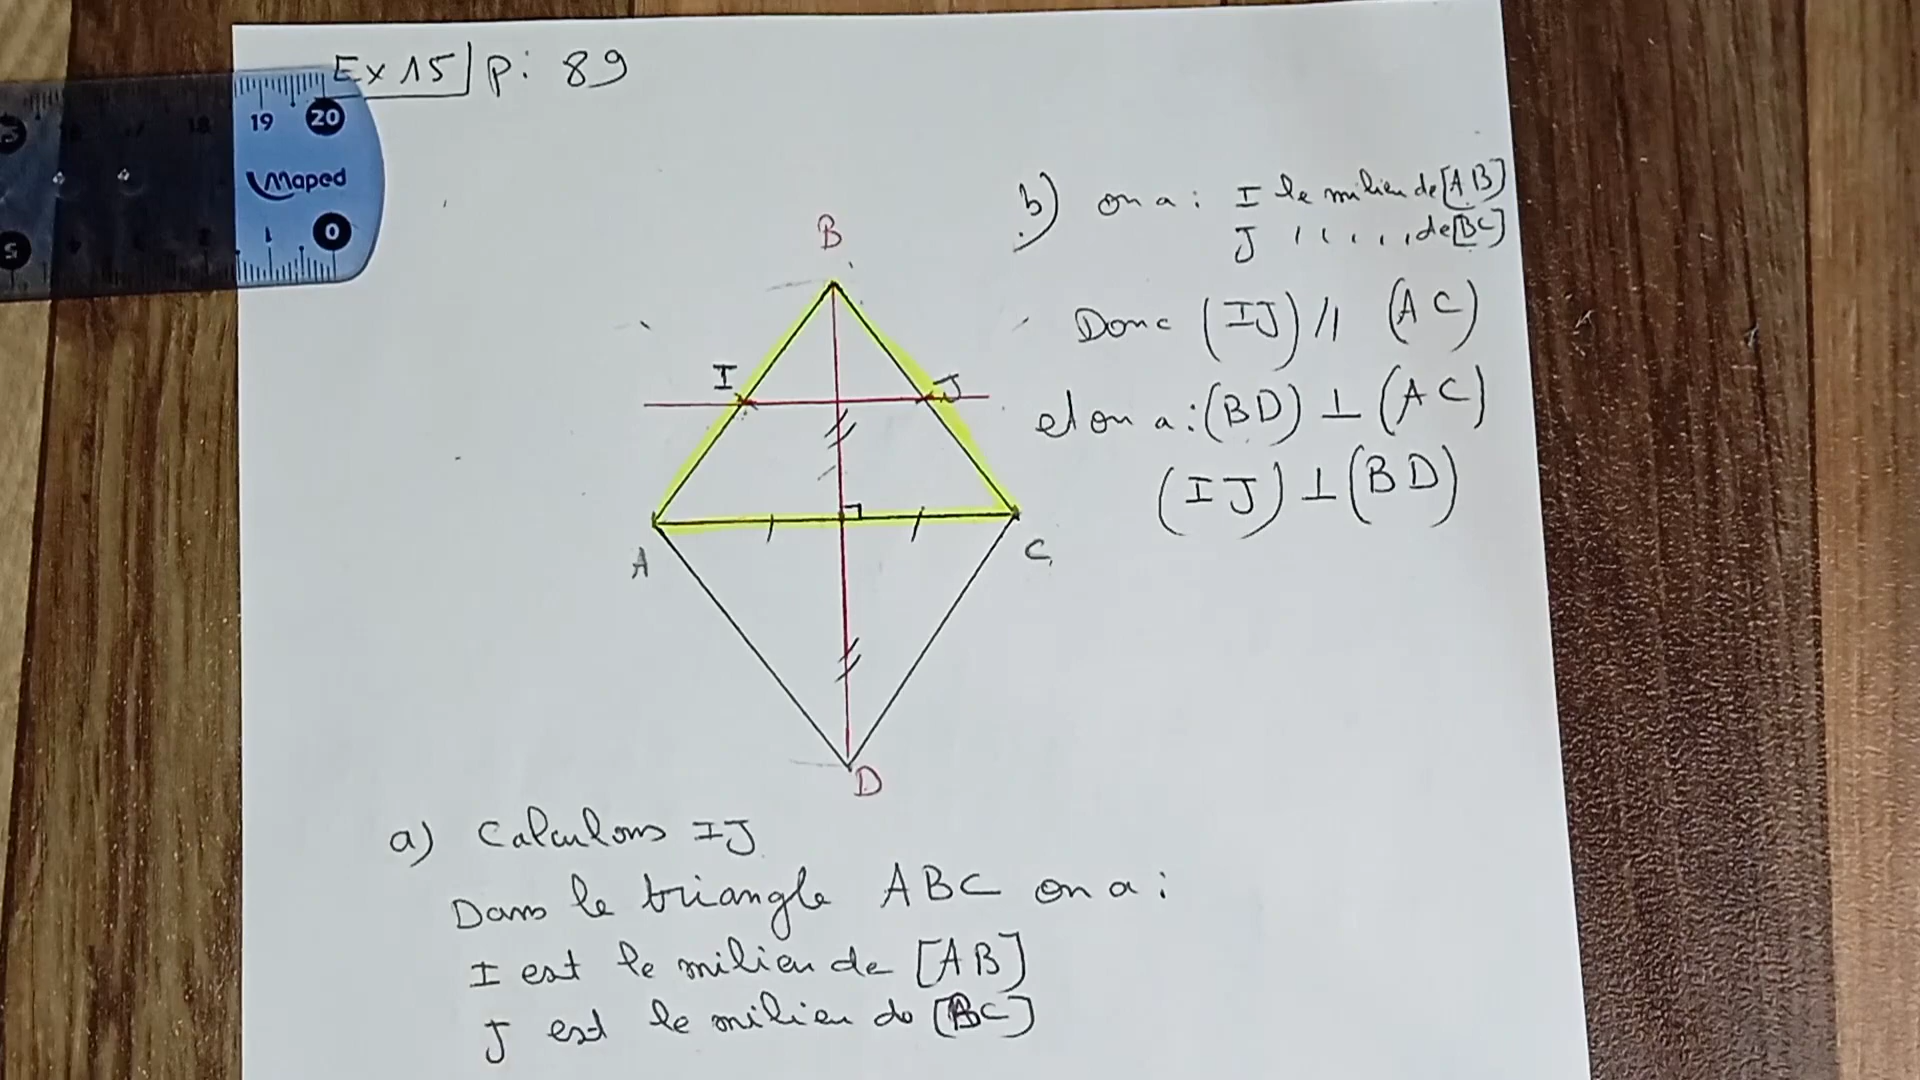 Ex 15 p: 89
19 20
Maped
1 0
B
I J
A C
D
b) on a : I le milieu de [AB]
J , , . . , de [BC]
Donc (IJ) // (AC)
et on a : (BD) ⊥ (AC)
(IJ) ⊥ (BD)
a) Calculons IJ
Dans le triangle ABC on a :
I est le milieu de [AB]
J est le milieu de [BC]